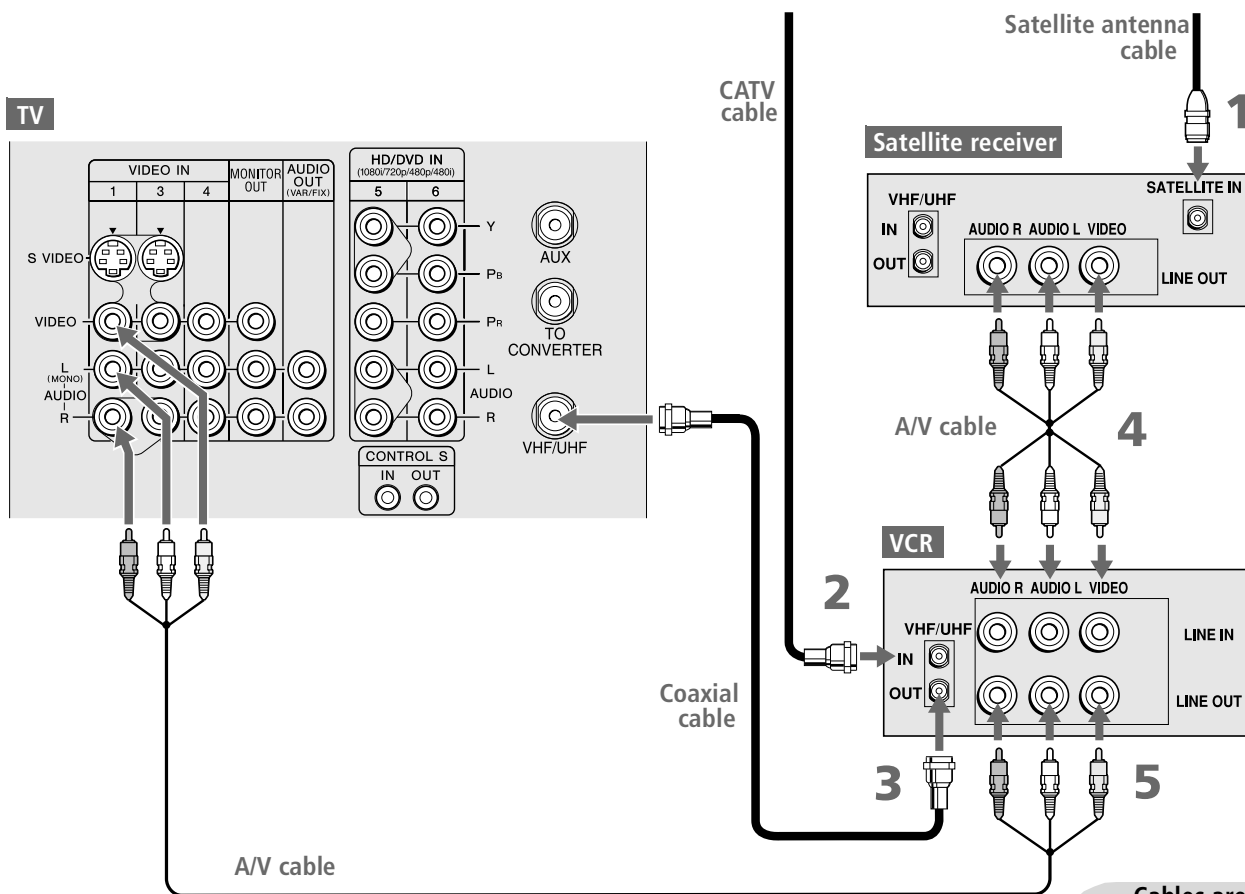 Satellite antenna
cable
CATV
cable
1
TV
Satellite receiver
VIDEO IN
1 3 4
MONITOR
OUT
AUDIO
OUT
(VAR/FIX)
HD/DVD IN
(1080i/720p/480p/480i)
5 6
S VIDEO
VIDEO
L
(MONO)
AUDIO
R
Y
PB
PR
L
AUDIO
R
AUX
TO
CONVERTER
VHF/UHF
CONTROL S
IN OUT
SATELLITE IN
VHF/UHF
IN
OUT
AUDIO R AUDIO L VIDEO
LINE OUT
A/V cable
4
VCR
2
AUDIO R AUDIO L VIDEO
VHF/UHF
IN
OUT
LINE IN
LINE OUT
Coaxial
cable
3
5
A/V cable
Cables are